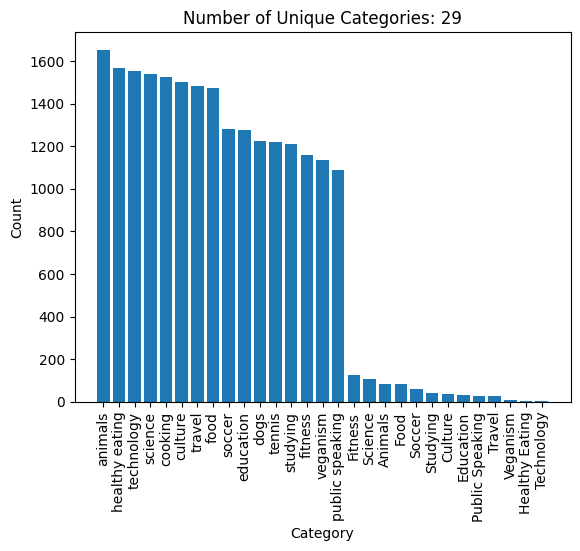 Number of Unique Categories: 29
Count
1600
1400
1200
1000
800
600
400
200
0
animals
healthy eating
technology
science
cooking
culture
travel
food
soccer
education
dogs
tennis
studying
fitness
veganism
public speaking
Fitness
Science
Animals
Food
Soccer
Studying
Culture
Education
Public Speaking
Travel
Veganism
Healthy Eating
Technology
Category